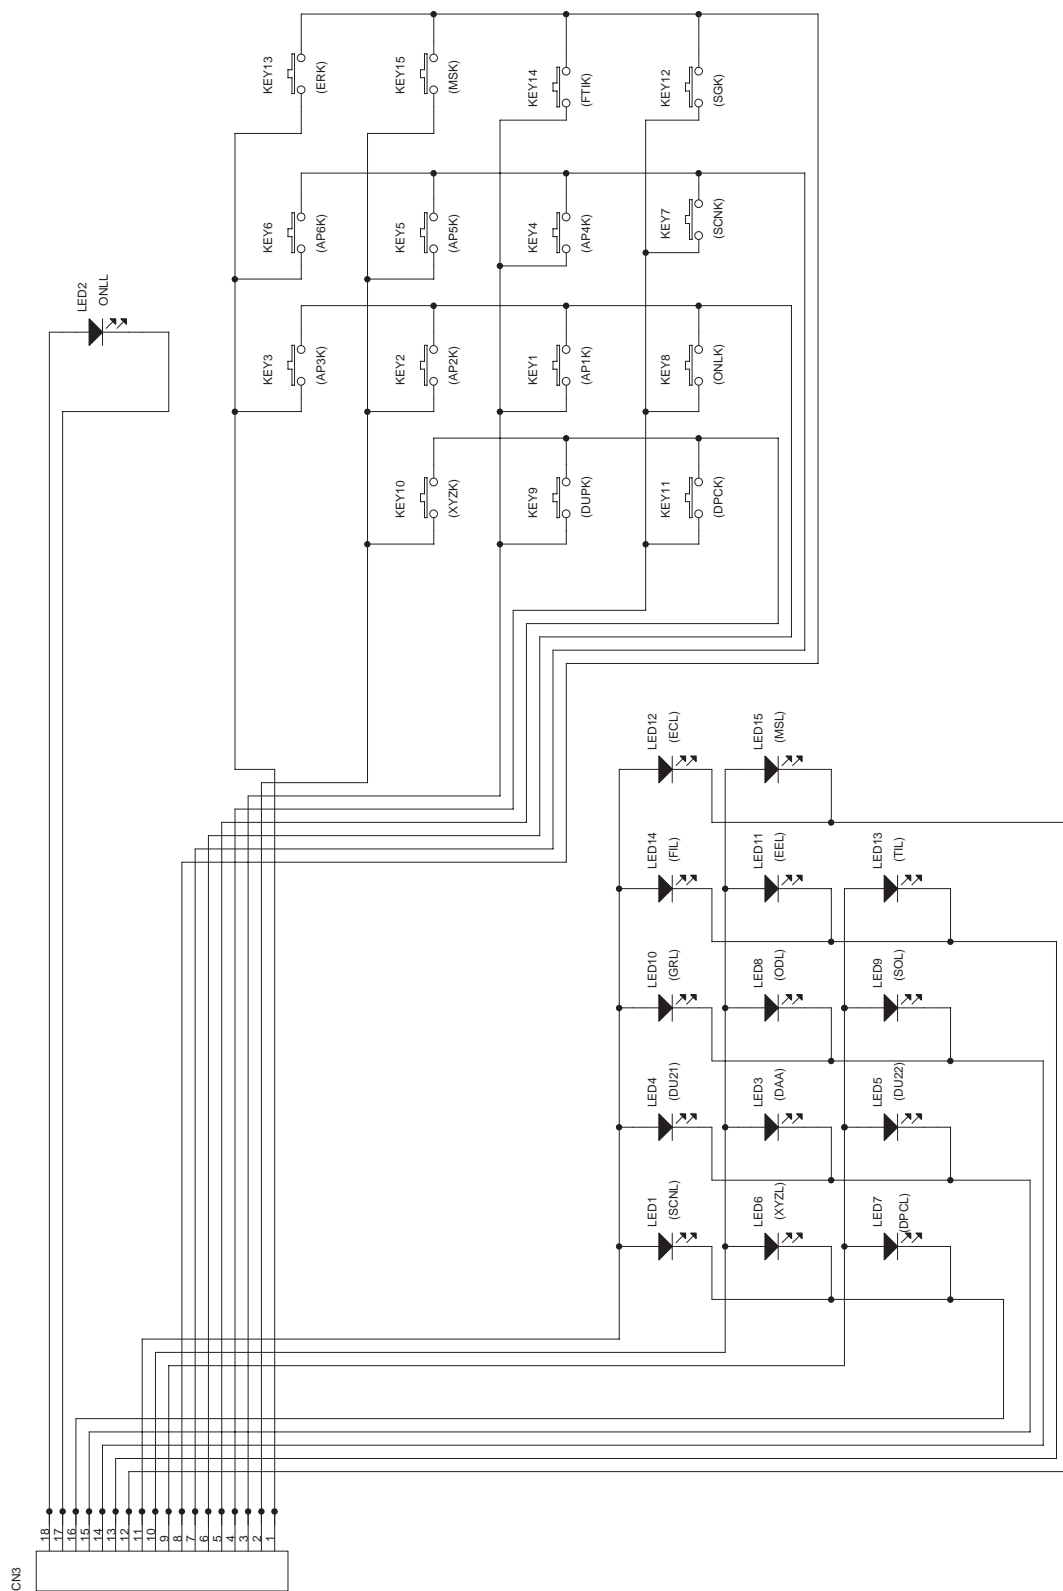 KEY13
(ERK)
KEY15
(MSK)
KEY14
(FTIK)
KEY12
(SGK)
KEY6
(AP6K)
KEY5
(AP5K)
KEY4
(AP4K)
KEY7
(SCNK)
LED2
ONLL
KEY3
(AP3K)
KEY2
(AP2K)
KEY1
(AP1K)
KEY8
(ONLK)
KEY10
(XYZK)
KEY9
(DUPK)
KEY11
(DPCK)
LED12
(ECL)
LED15
(MSL)
LED14
(FIL)
LED11
(EEL)
LED13
(TIL)
LED10
(GRL)
LED8
(ODL)
LED9
(SOL)
LED4
(DU21)
LED3
(DAA)
LED5
(DU22)
LED1
(SCNL)
LED6
(XYZL)
LED7
(DPCL)
18
17
16
15
14
13
12
11
10
9
8
7
6
5
4
3
2
1
CN3